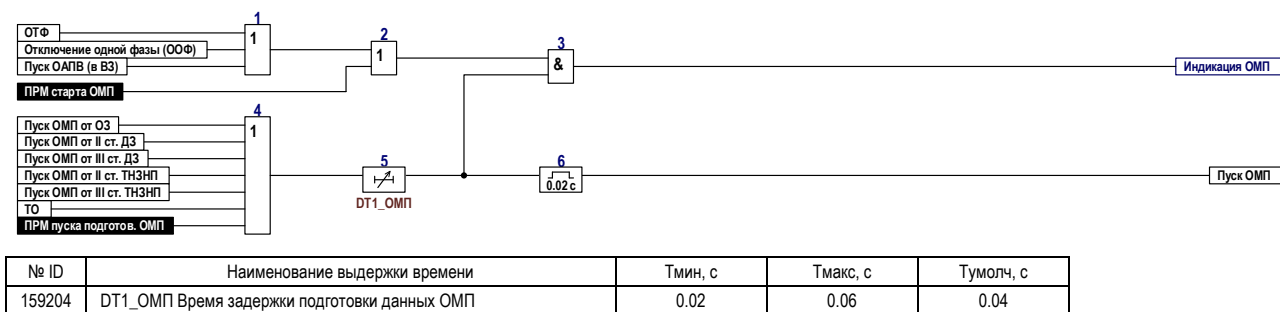 1
ОТФ
Отключение одной фазы (ООФ)
Пуск ОАПВ (в ВЗ)
1
2
1
3
&
Индикация ОМП
ПРМ старта ОМП
4
Пуск ОМП от ОЗ
Пуск ОМП от II ст. ДЗ
Пуск ОМП от III ст. ДЗ
Пуск ОМП от II ст. ТНЗНП
Пуск ОМП от III ст. ТНЗНП
ТО
ПРМ пуска подготов. ОМП
1
5
DT1_ОМП
6
0.02 с
Пуск ОМП
№ ID Наименование выдержки времени Тмин, с Тмакс, с Тумолч, с
159204 DT1_ОМП Время задержки подготовки данных ОМП 0.02 0.06 0.04